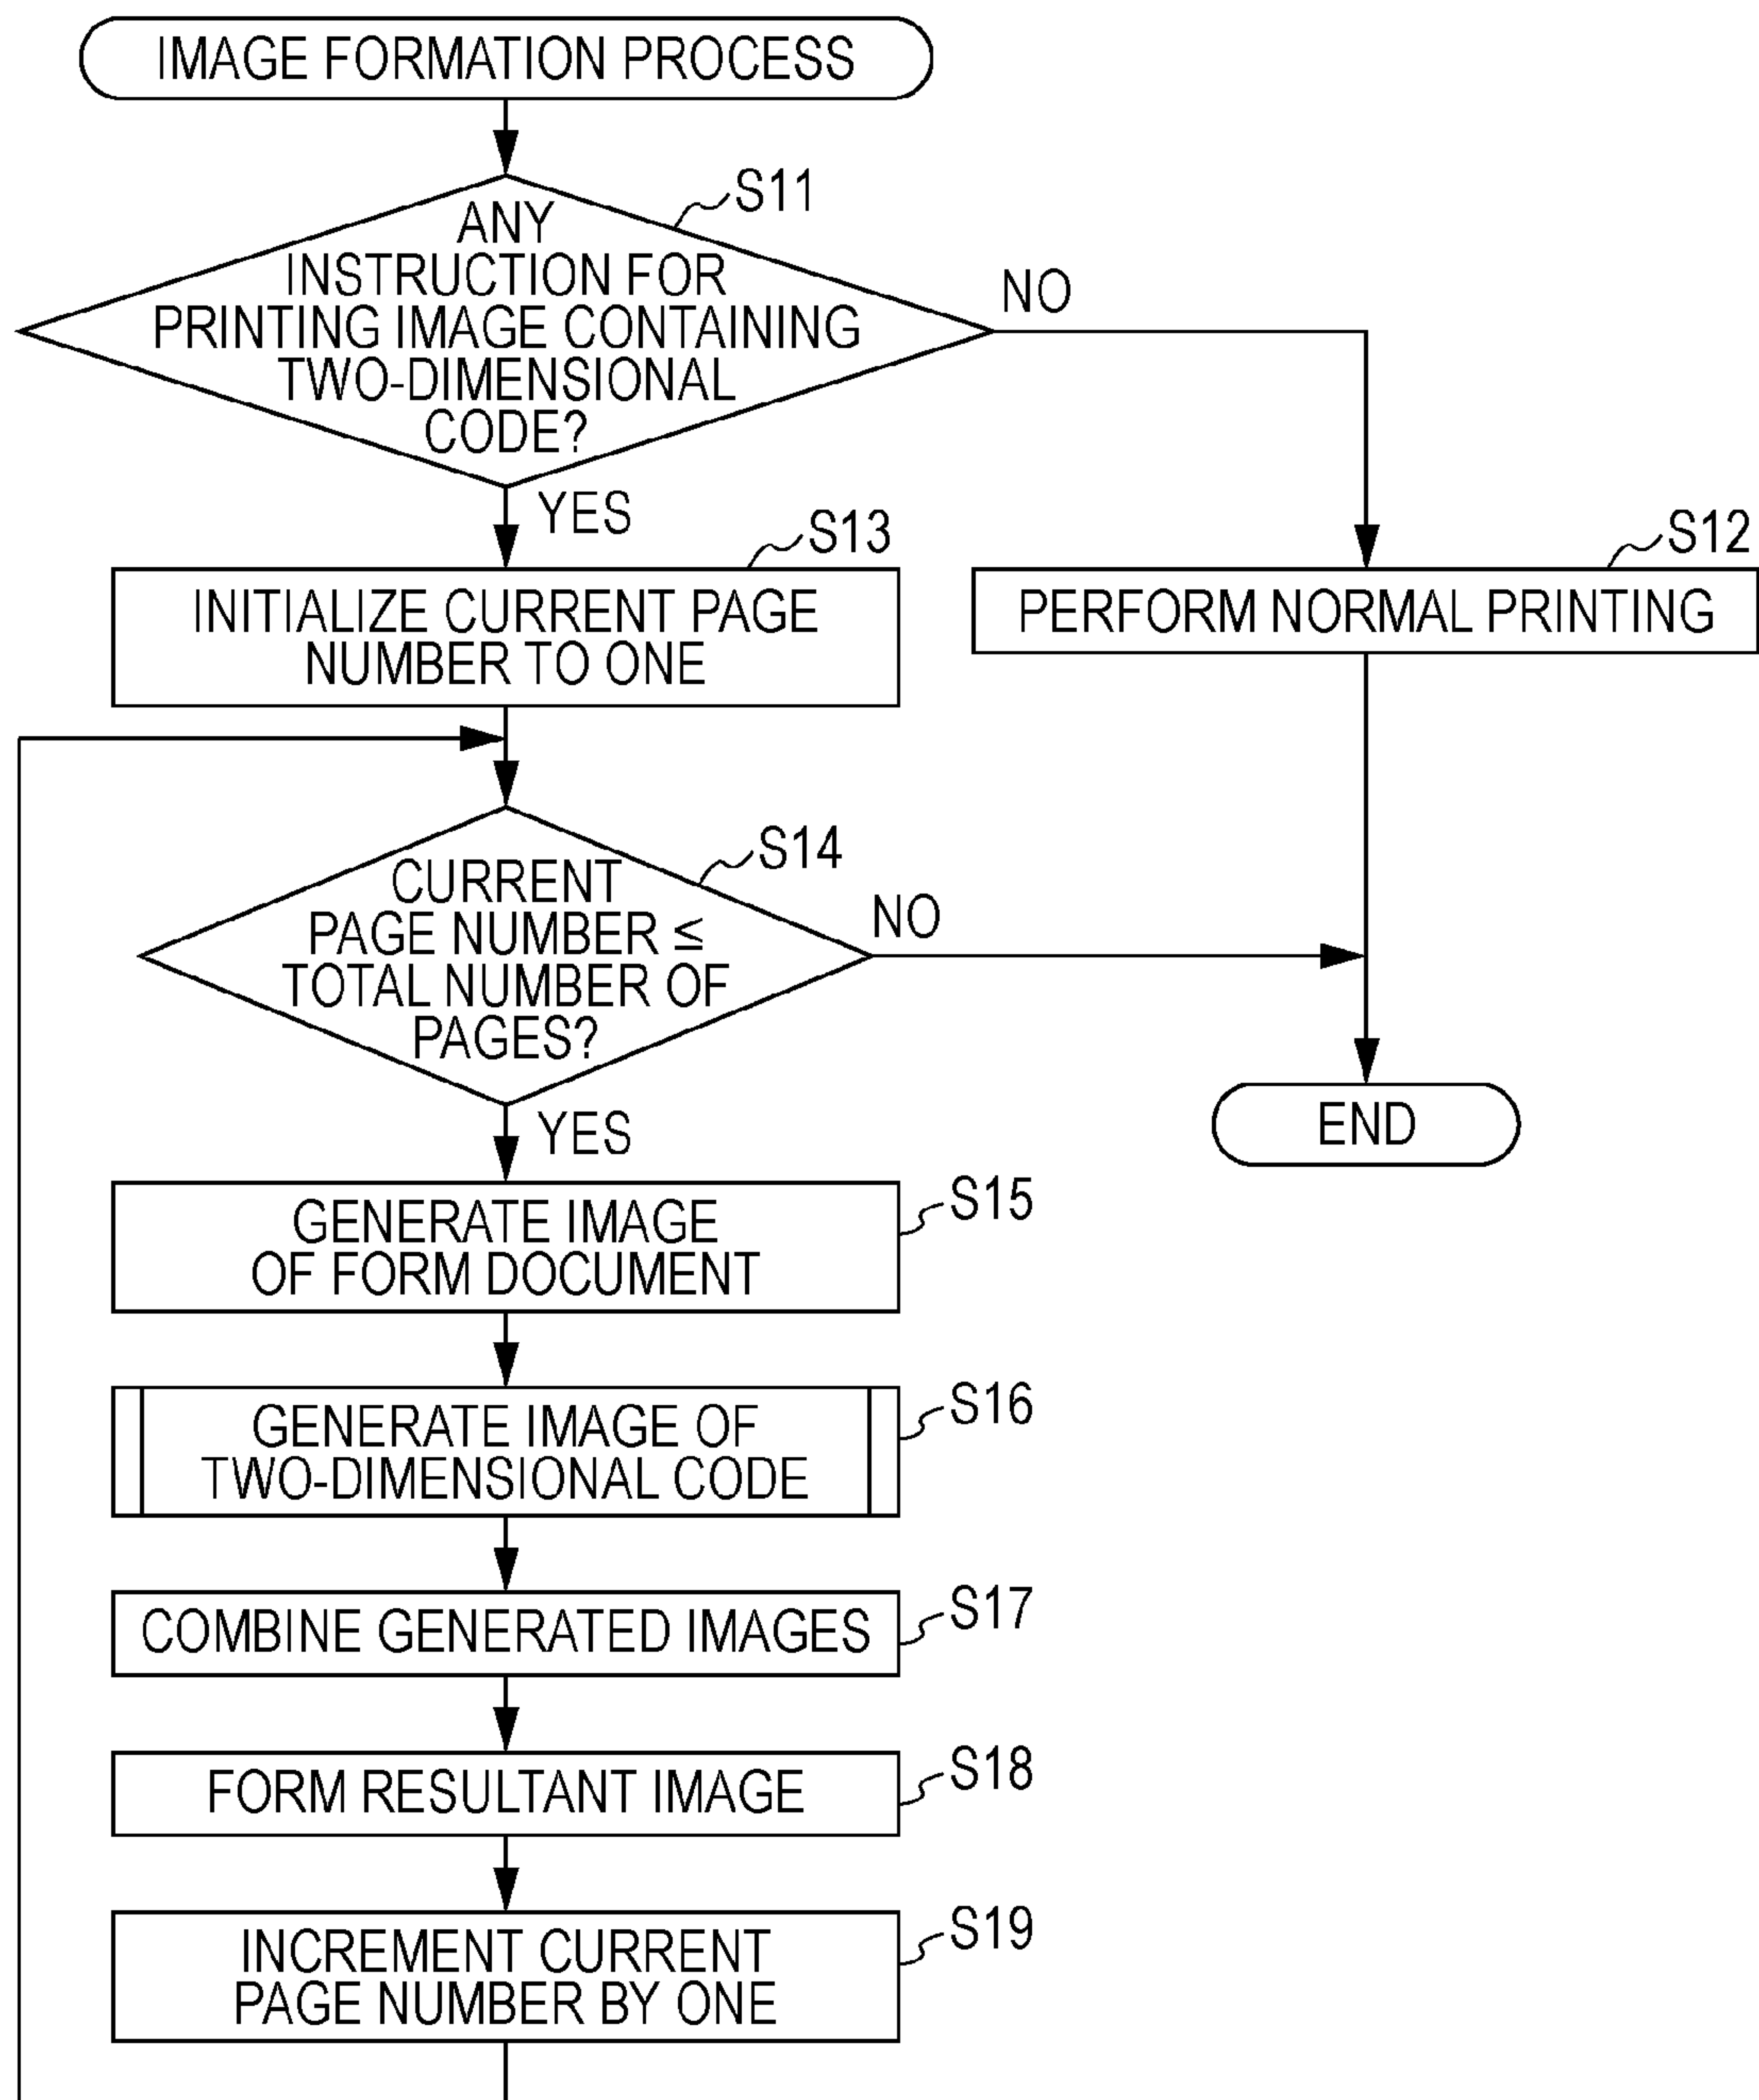 IMAGE FORMATION PROCESS
S11
ANY
INSTRUCTION FOR
PRINTING IMAGE CONTAINING
TWO-DIMENSIONAL
CODE?
NO
YES
S13
INITIALIZE CURRENT PAGE
NUMBER TO ONE
S12
PERFORM NORMAL PRINTING
S14
CURRENT
PAGE NUMBER ≤
TOTAL NUMBER OF
PAGES?
NO
YES
END
S15
GENERATE IMAGE
OF FORM DOCUMENT
S16
GENERATE IMAGE OF
TWO-DIMENSIONAL CODE
S17
COMBINE GENERATED IMAGES
S18
FORM RESULTANT IMAGE
S19
INCREMENT CURRENT
PAGE NUMBER BY ONE